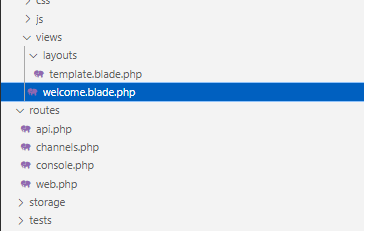 css
js
views
layouts
template.blade.php
welcome.blade.php
routes
api.php
channels.php
console.php
web.php
storage
tests